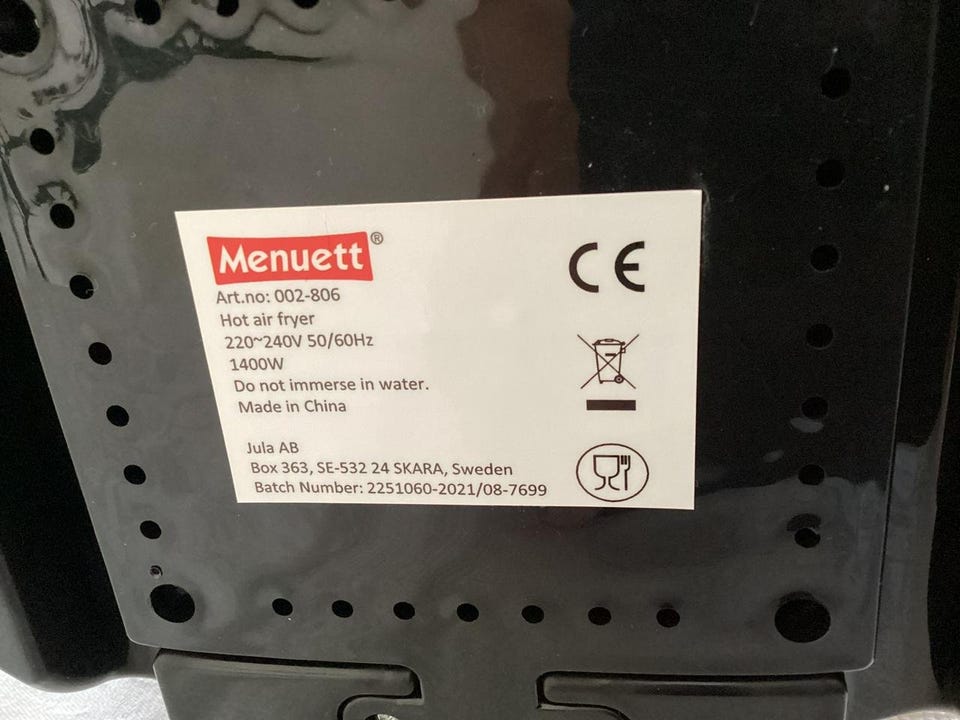 Menuett®
Art.no: 002-806
Hot air fryer
220~240V 50/60Hz
1400W
Do not immerse in water.
Made in China
Jula AB
Box 363, SE-532 24 SKARA, Sweden
Batch Number: 2251060-2021/08-7699
CE